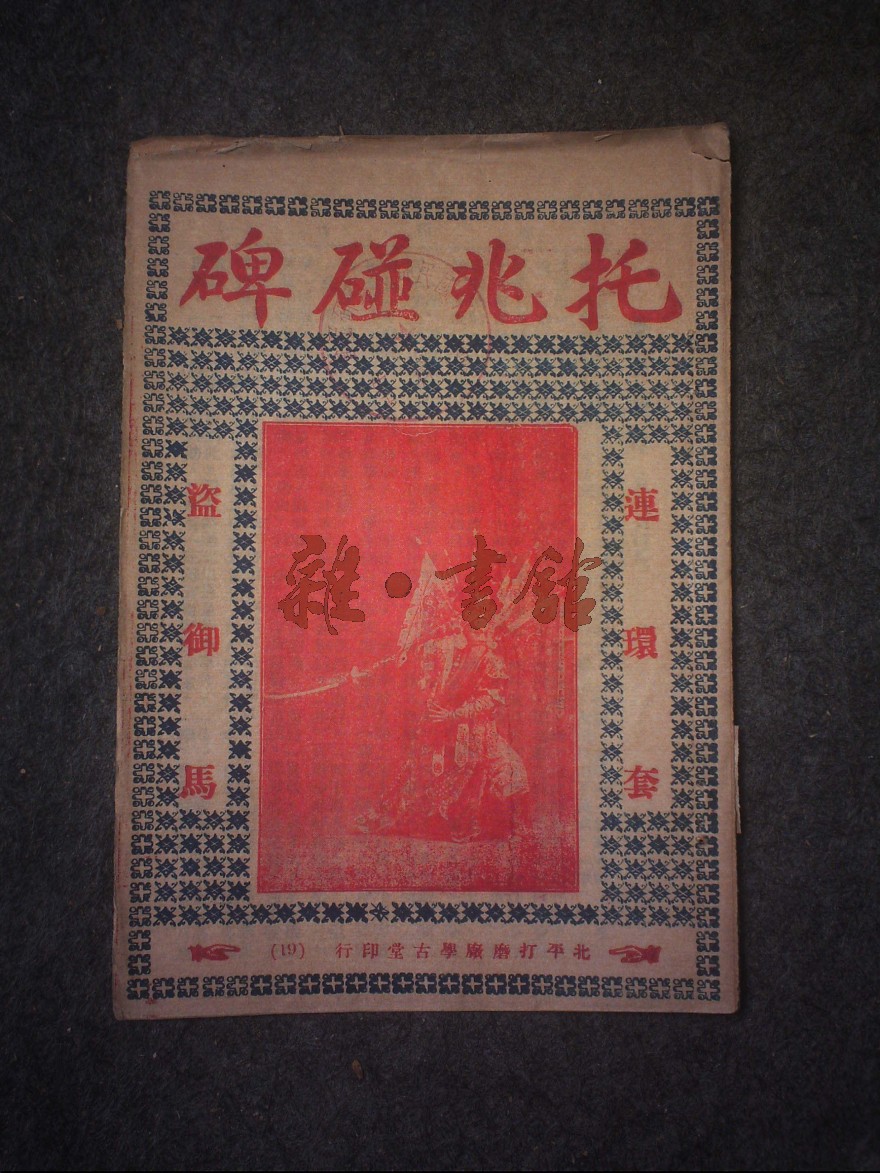 托兆碰碑
連環套
盜御馬
雜·書館
北平打磨廠學古堂印行 (19)